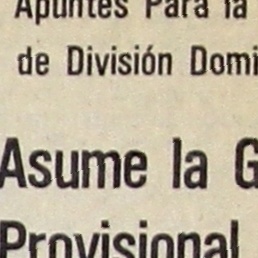 Apuntes Para la
de División Domi
Asume la G
Provisional